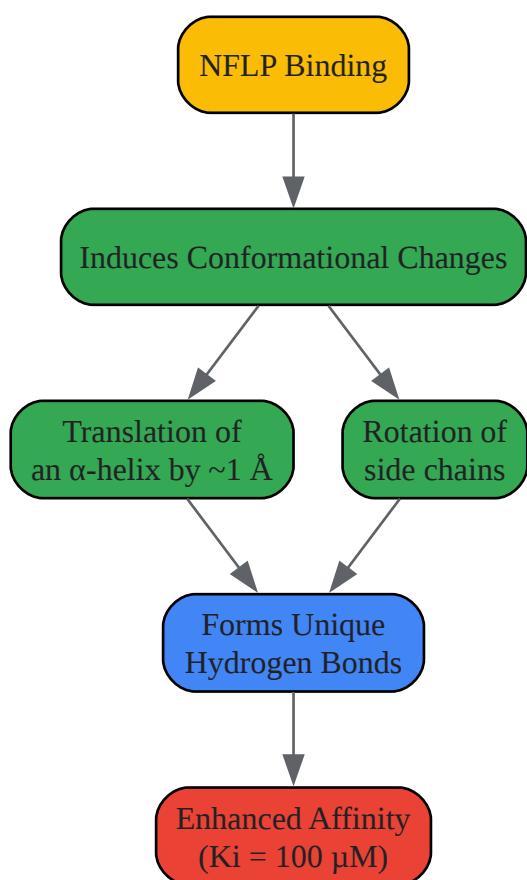 NFLP Binding
Induces Conformational Changes
Translation of
an α-helix by ~1 Å
Rotation of
side chains
Forms Unique
Hydrogen Bonds
Enhanced Affinity
(Ki = 100 µM)